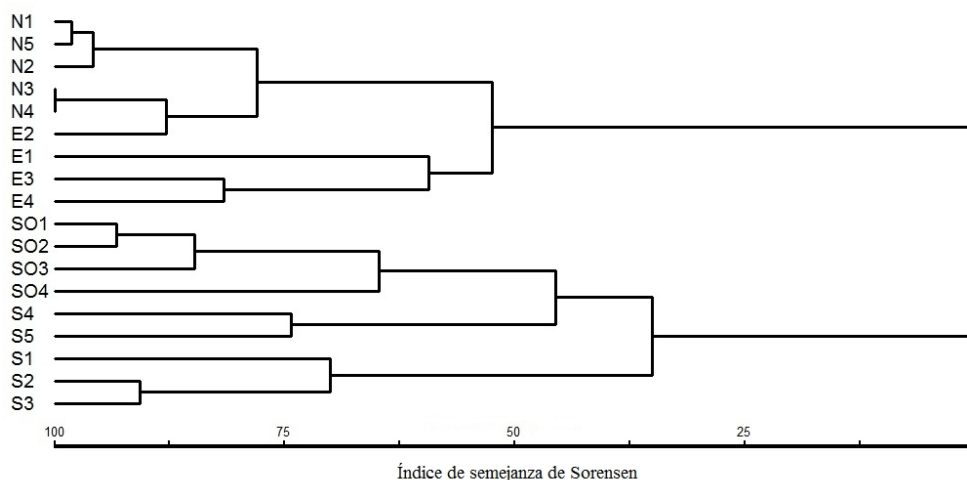 N1
N5
N2
N3
N4
E2
E1
E3
E4
SO1
SO2
SO3
SO4
S4
S5
S1
S2
S3
100 75 50 25
Índice de semejanza de Sorensen